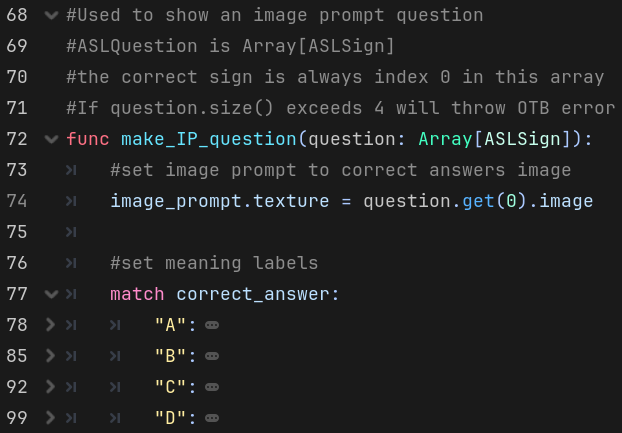 68 #Used to show an image prompt question
69 #ASLQuestion is Array[ASLSign]
70 #the correct sign is always index 0 in this array
71 #If question.size() exceeds 4 will throw OTB error
72 func make_IP_question(question: Array[ASLSign]):
73 #set image prompt to correct answers image
74 image_prompt.texture = question.get(0).image
75
76 #set meaning labels
77 match correct_answer:
78 "A":
85 "B":
92 "C":
99 "D":